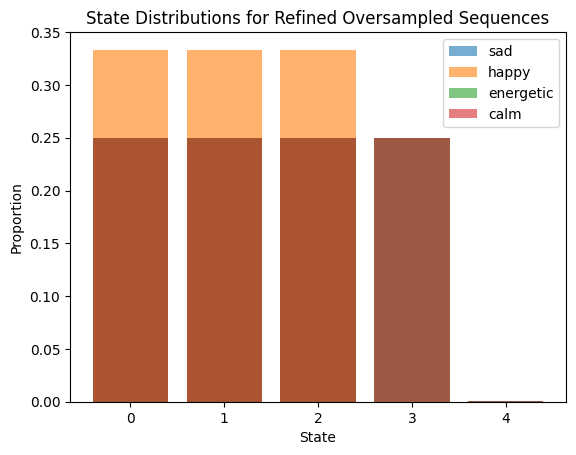 State Distributions for Refined Oversampled Sequences
sad
happy
energetic
calm
0.35
0.30
0.25
0.20
0.15
0.10
0.05
0.00
Proportion
0 1 2 3 4
State